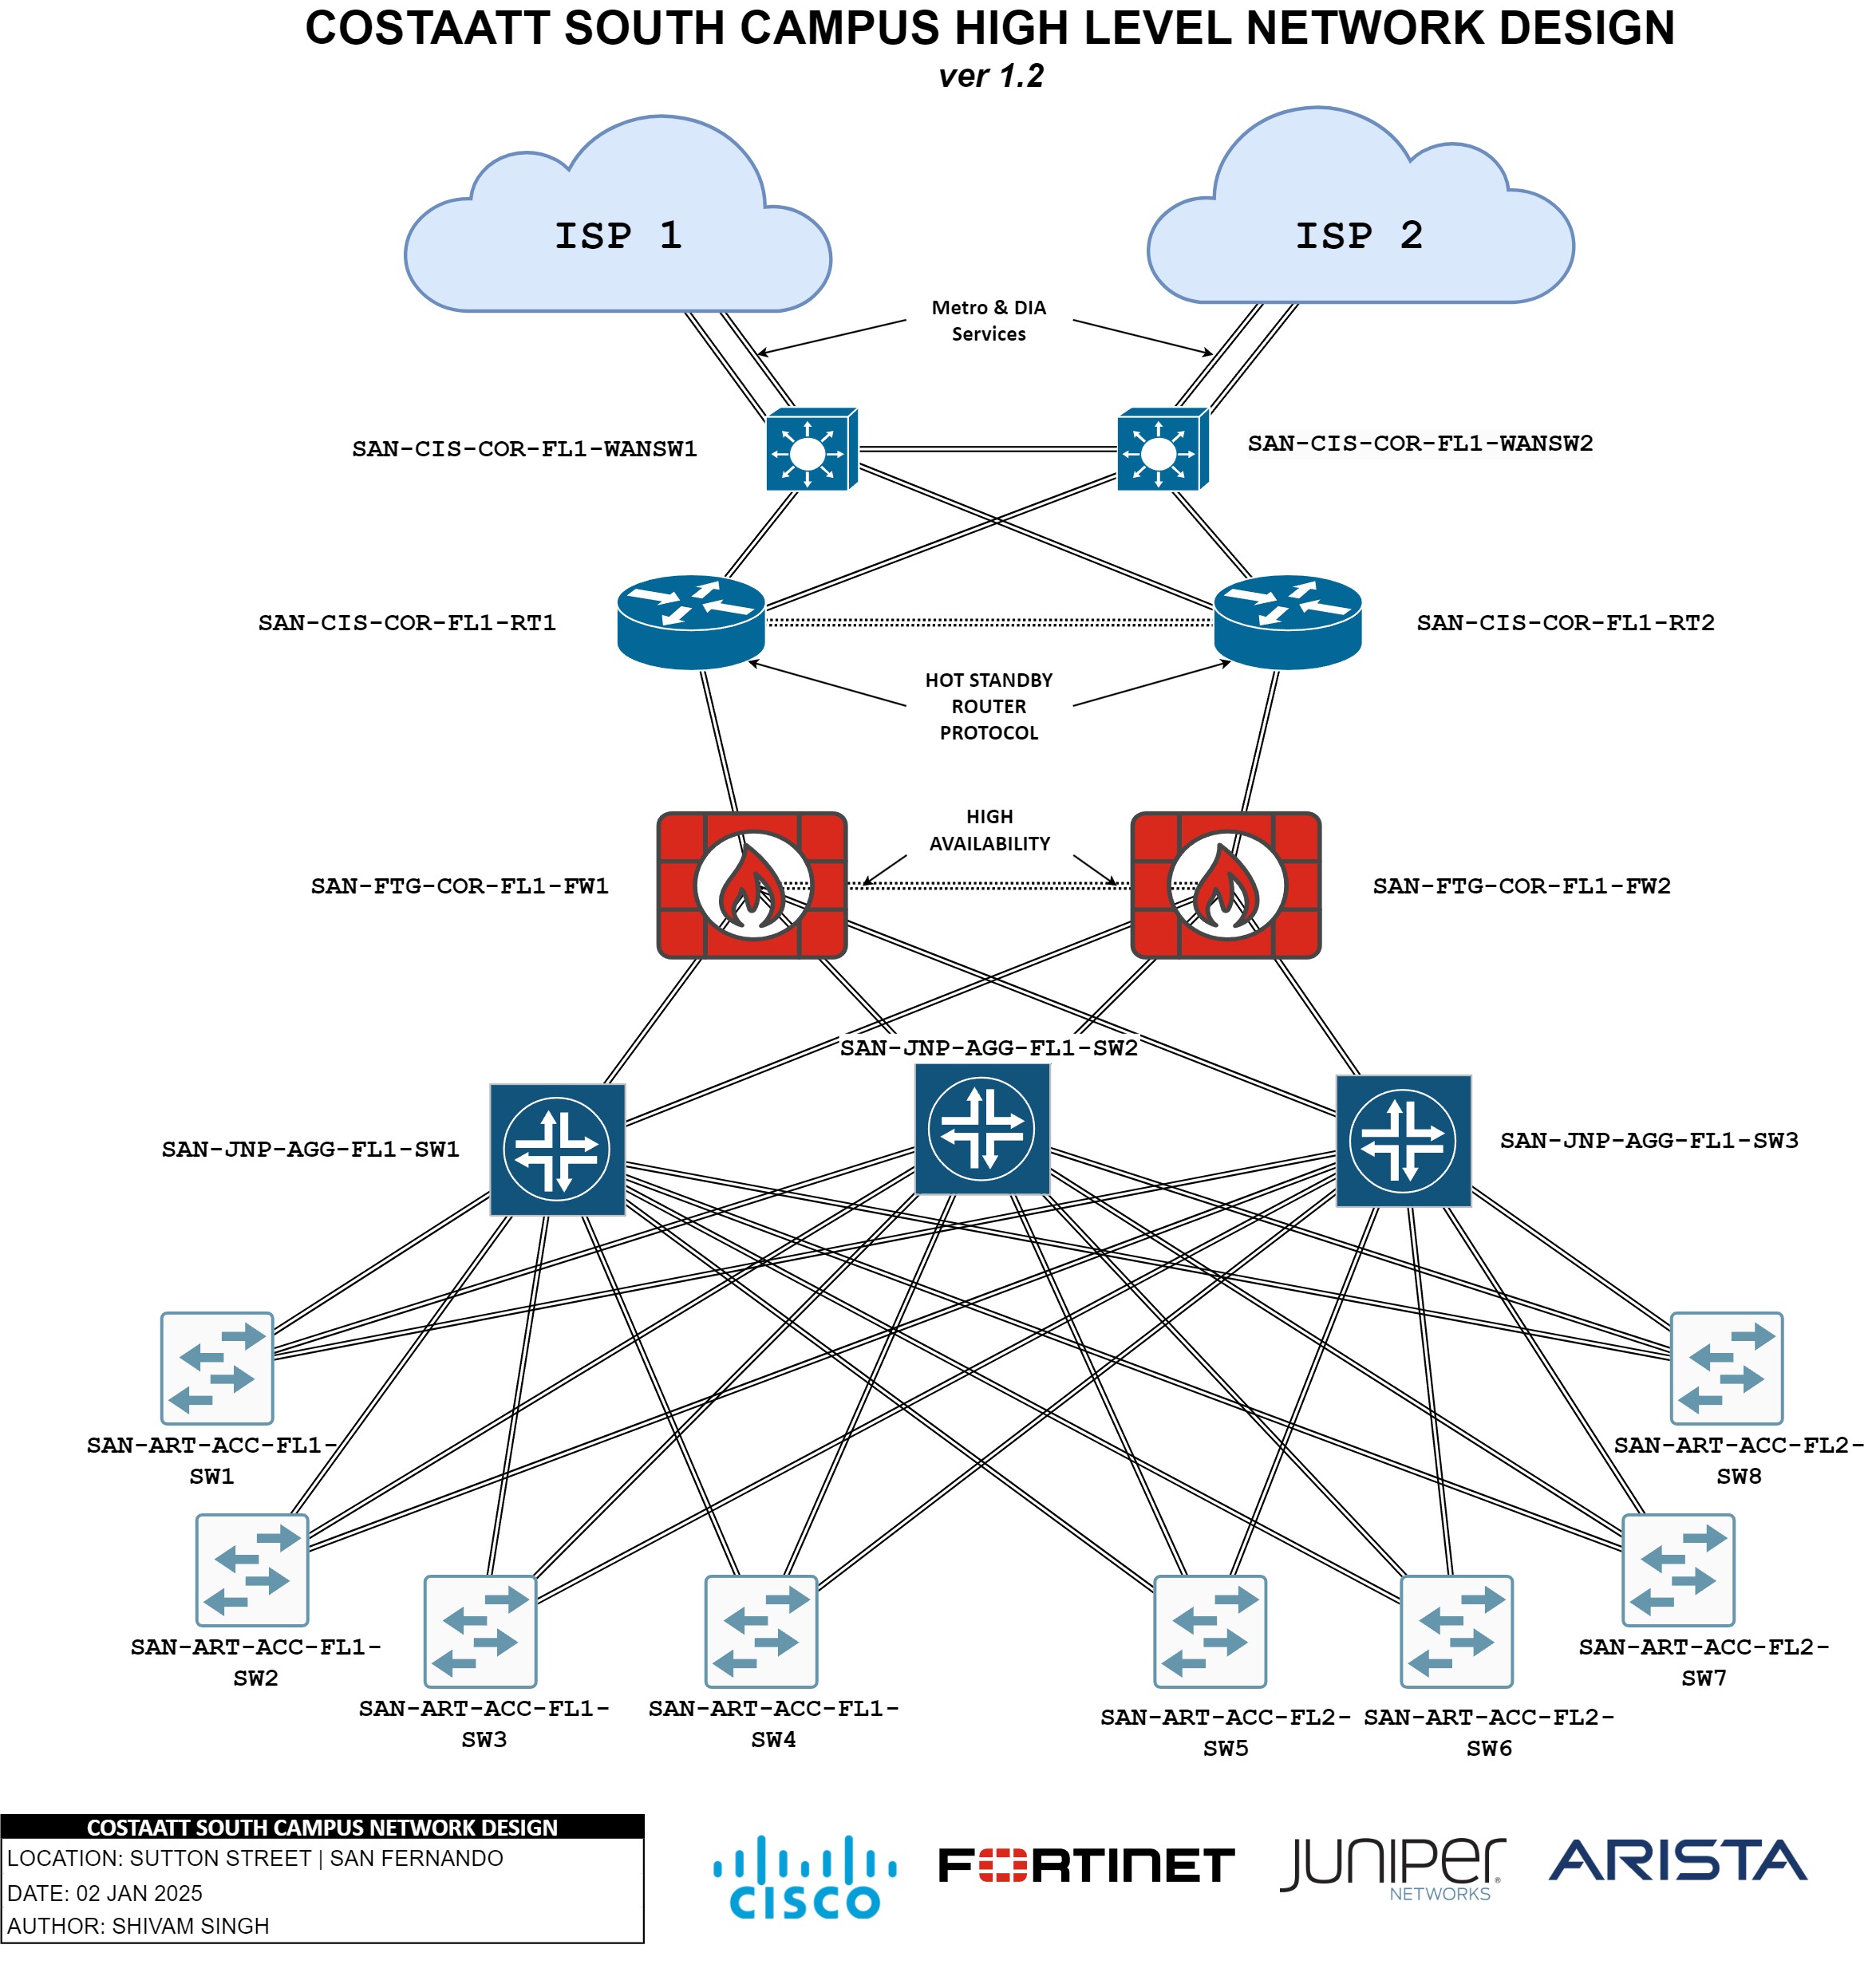 COSTAATT SOUTH CAMPUS HIGH LEVEL NETWORK DESIGN
ver 1.2
ISP 1
ISP 2
Metro & DIA
Services
SAN-CIS-COR-FL1-WANSW1
SAN-CIS-COR-FL1-WANSW2
SAN-CIS-COR-FL1-RT1
SAN-CIS-COR-FL1-RT2
HOT STANDBY
ROUTER
PROTOCOL
HIGH
AVAILABILITY
SAN-FTG-COR-FL1-FW1
SAN-FTG-COR-FL1-FW2
SAN-JNP-AGG-FL1-SW2
SAN-JNP-AGG-FL1-SW1
SAN-JNP-AGG-FL1-SW3
SAN-ART-ACC-FL1-
SW1
SAN-ART-ACC-FL2-
SW8
SAN-ART-ACC-FL1-
SW2
SAN-ART-ACC-FL2-
SW7
SAN-ART-ACC-FL1-
SW3
SAN-ART-ACC-FL1-
SW4
SAN-ART-ACC-FL2-
SW5
SAN-ART-ACC-FL2-
SW6
COSTAATT SOUTH CAMPUS NETWORK DESIGN
LOCATION: SUTTON STREET | SAN FERNANDO
DATE: 02 JAN 2025
AUTHOR: SHIVAM SINGH
CISCO
FORTINET
JUNIPer
NETWORKS
ARISTA